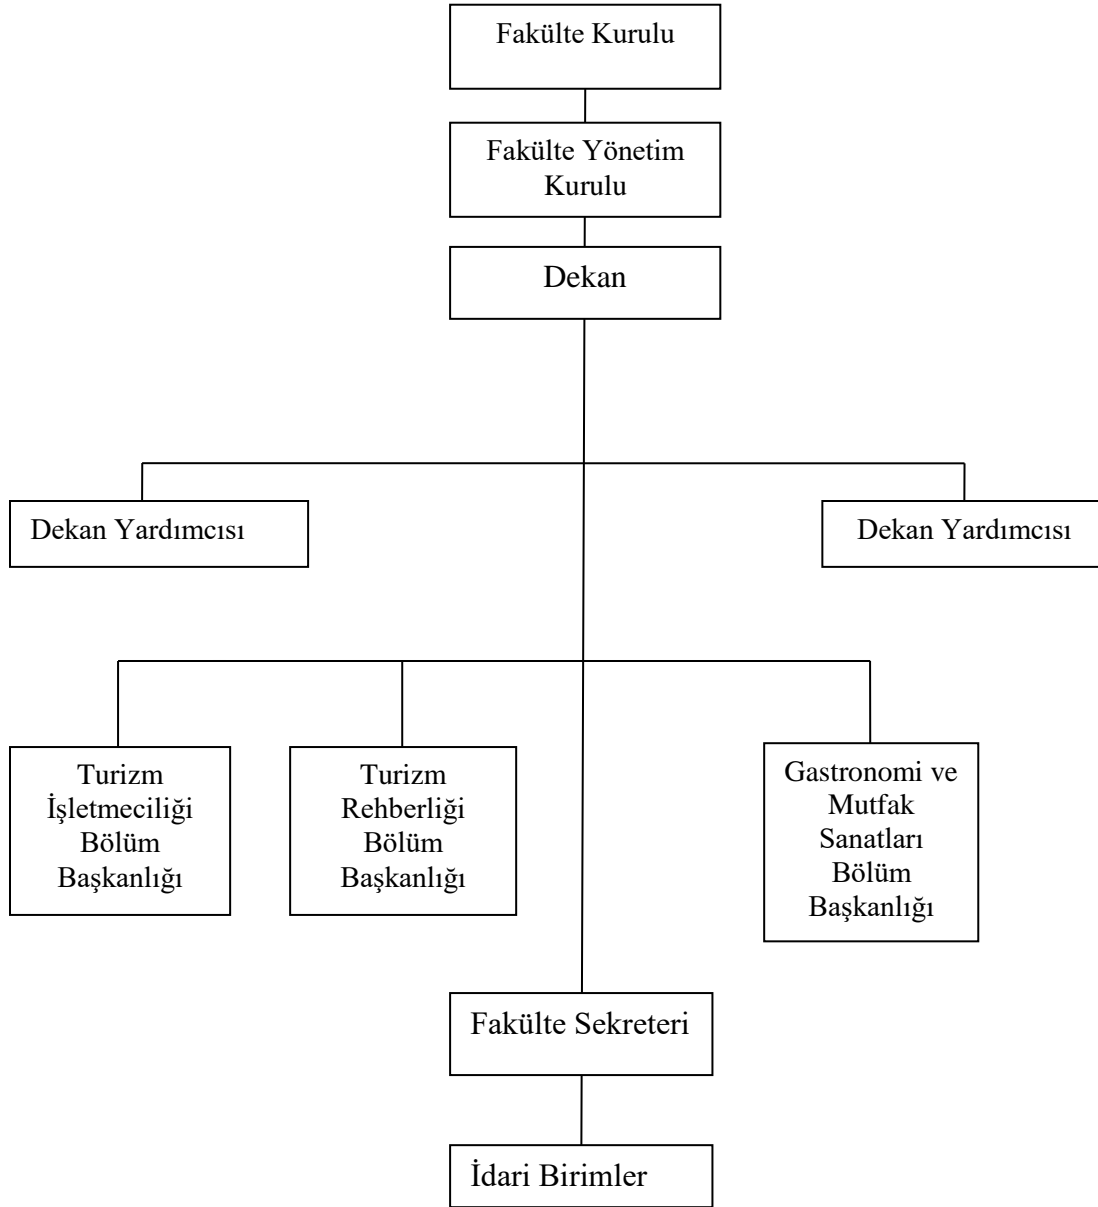 Fakülte Kurulu
Fakülte Yönetim
Kurulu
Dekan
Dekan Yardımcısı
Dekan Yardımcısı
Turizm
İşletmeciliği
Bölüm
Başkanlığı
Turizm
Rehberliği
Bölüm
Başkanlığı
Gastronomi ve
Mutfak
Sanatları
Bölüm
Başkanlığı
Fakülte Sekreteri
İdari Birimler